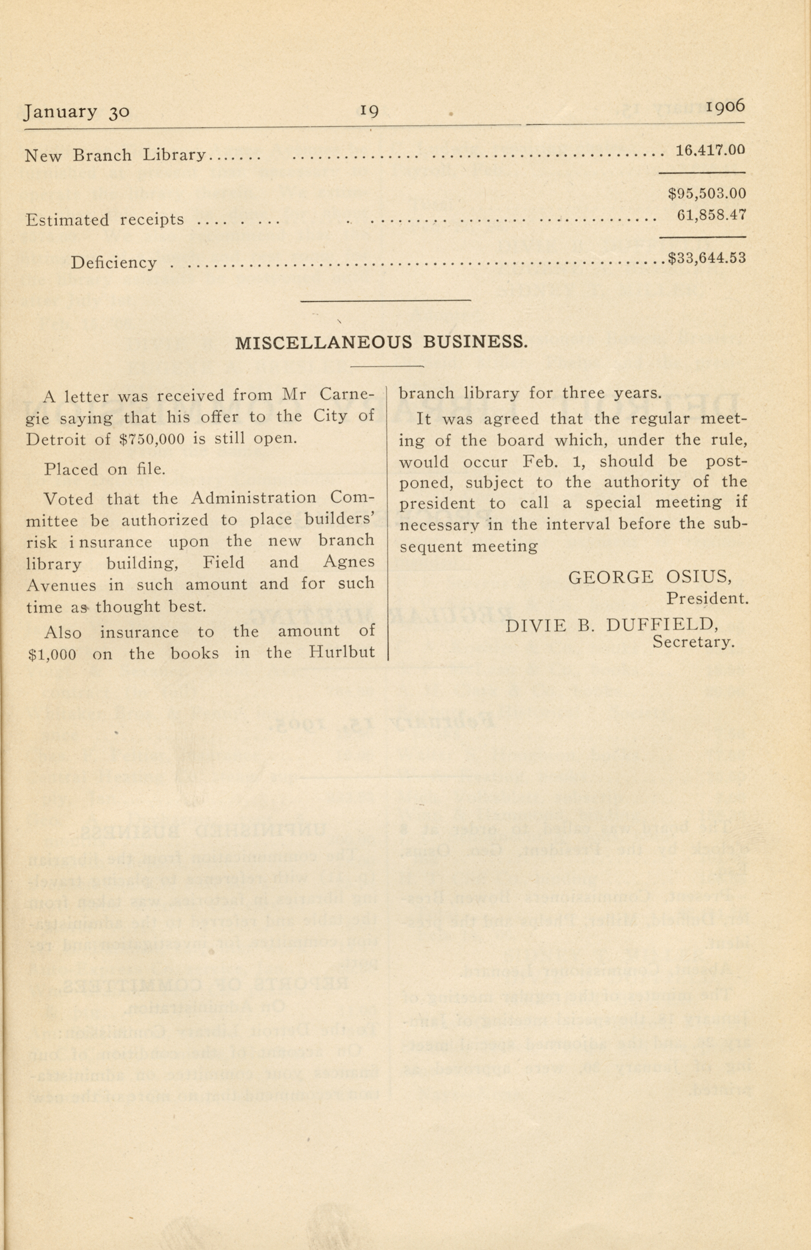 January 30 19 1906
New Branch Library....... ............... ........................... 16,417.00
$95,503.00
Estimated receipts .... . ... . ......... ........ ............. 61,858.47
Deficiency . ......................................................$33,644.53
MISCELLANEOUS BUSINESS.
A letter was received from Mr Carne-
gie saying that his offer to the City of
Detroit of $750,000 is still open.
Placed on file.
Voted that the Administration Com-
mittee be authorized to place builders'
risk insurance upon the new branch
library building, Field and Agnes
Avenues in such amount and for such
time as thought best.
Also insurance to the amount of
$1,000 on the books in the Hurlbut
branch library for three years.
It was agreed that the regular meet-
ing of the board which, under the rule,
would occur Feb. 1, should be post-
poned, subject to the authority of the
president to call a special meeting if
necessary in the interval before the sub-
sequent meeting
GEORGE OSIUS,
President.
DIVIE B. DUFFIELD,
Secretary.